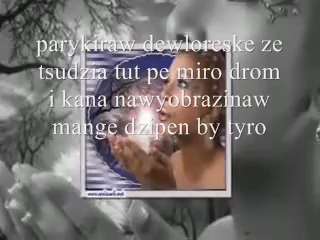 parykiraw dewloreske ze
tsudzia tut pe miro drom
i kana nawyobrazinaw
mange dzipen by tyro